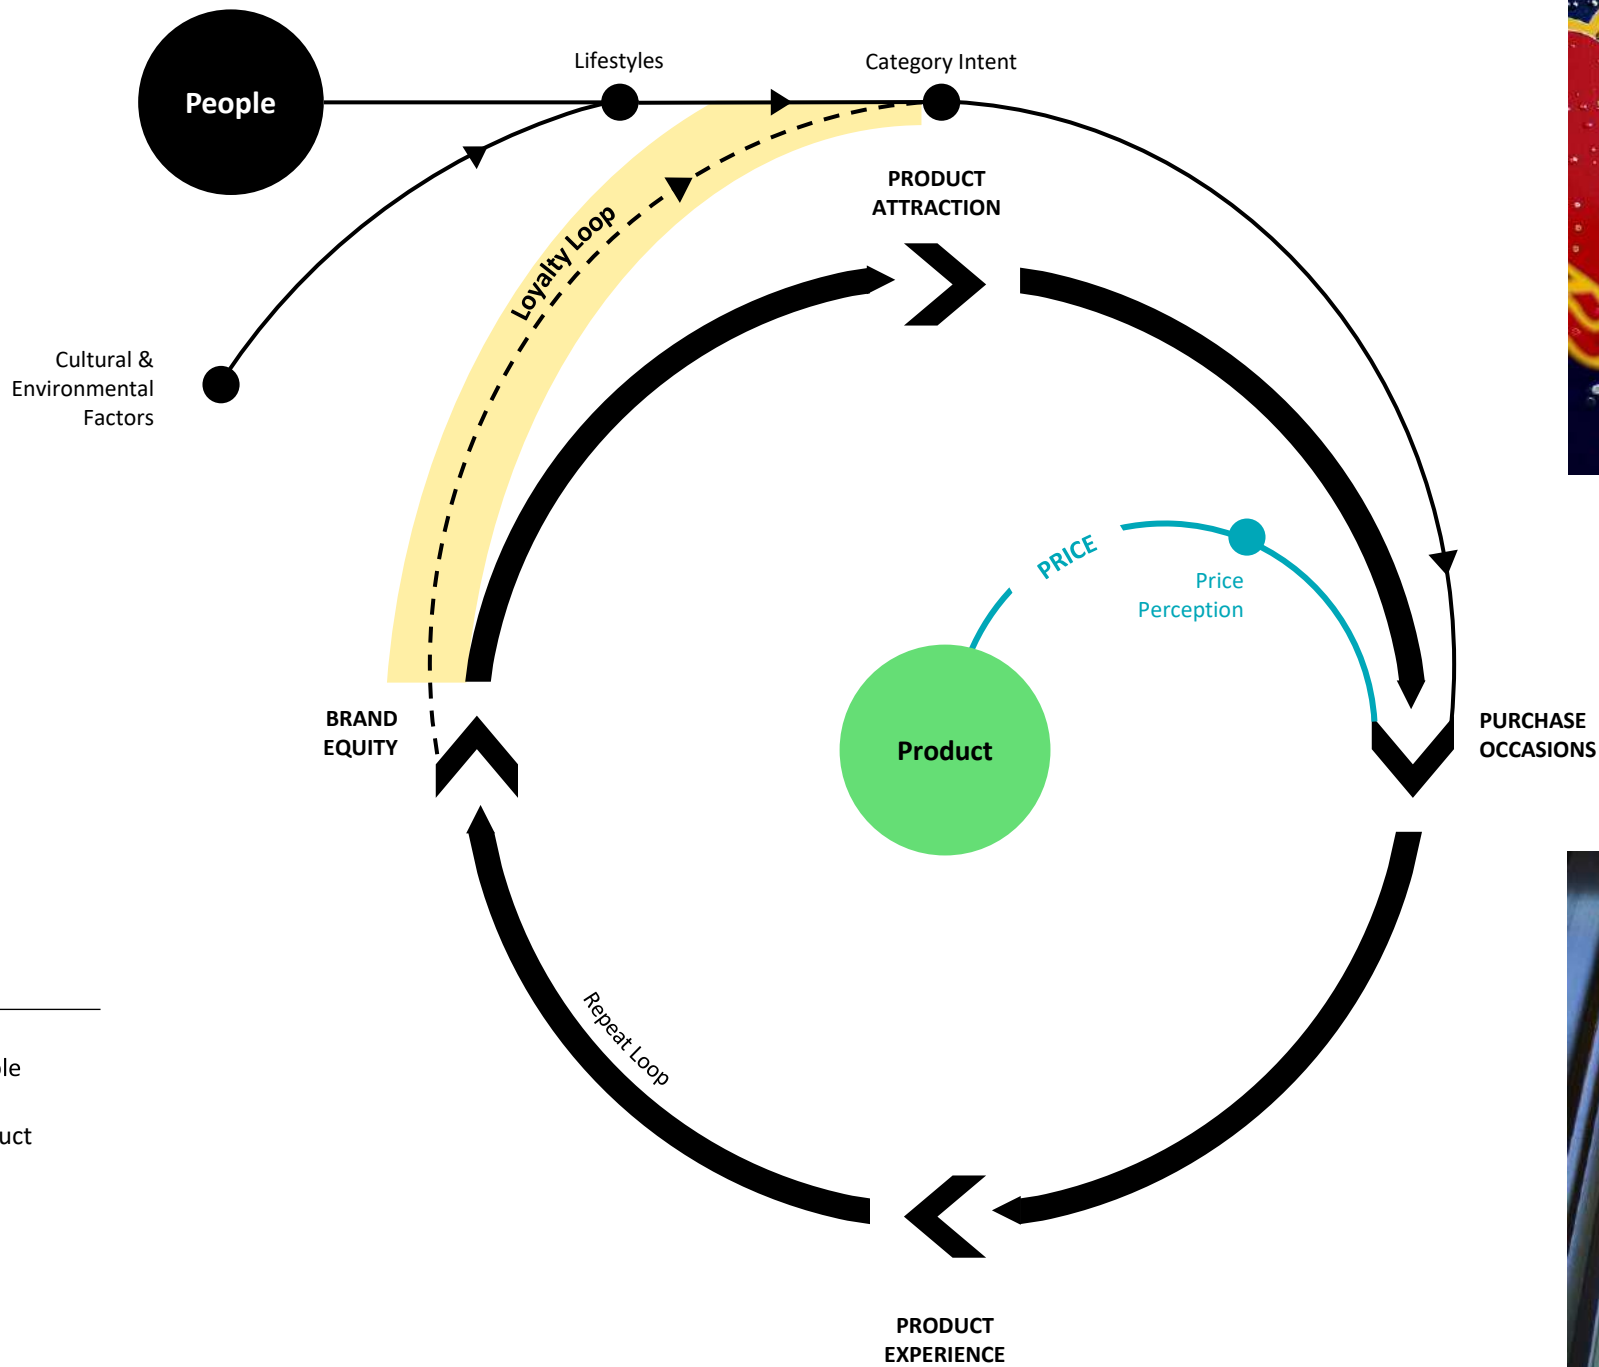 Lifestyles
Category Intent
People
PRODUCT
ATTRACTION
Loyalty Loop
Cultural &
Environmental
Factors
PRICE
Price
Perception
BRAND
EQUITY
Product
PURCHASE
OCCASIONS
Repeat Loop
PRODUCT
EXPERIENCE